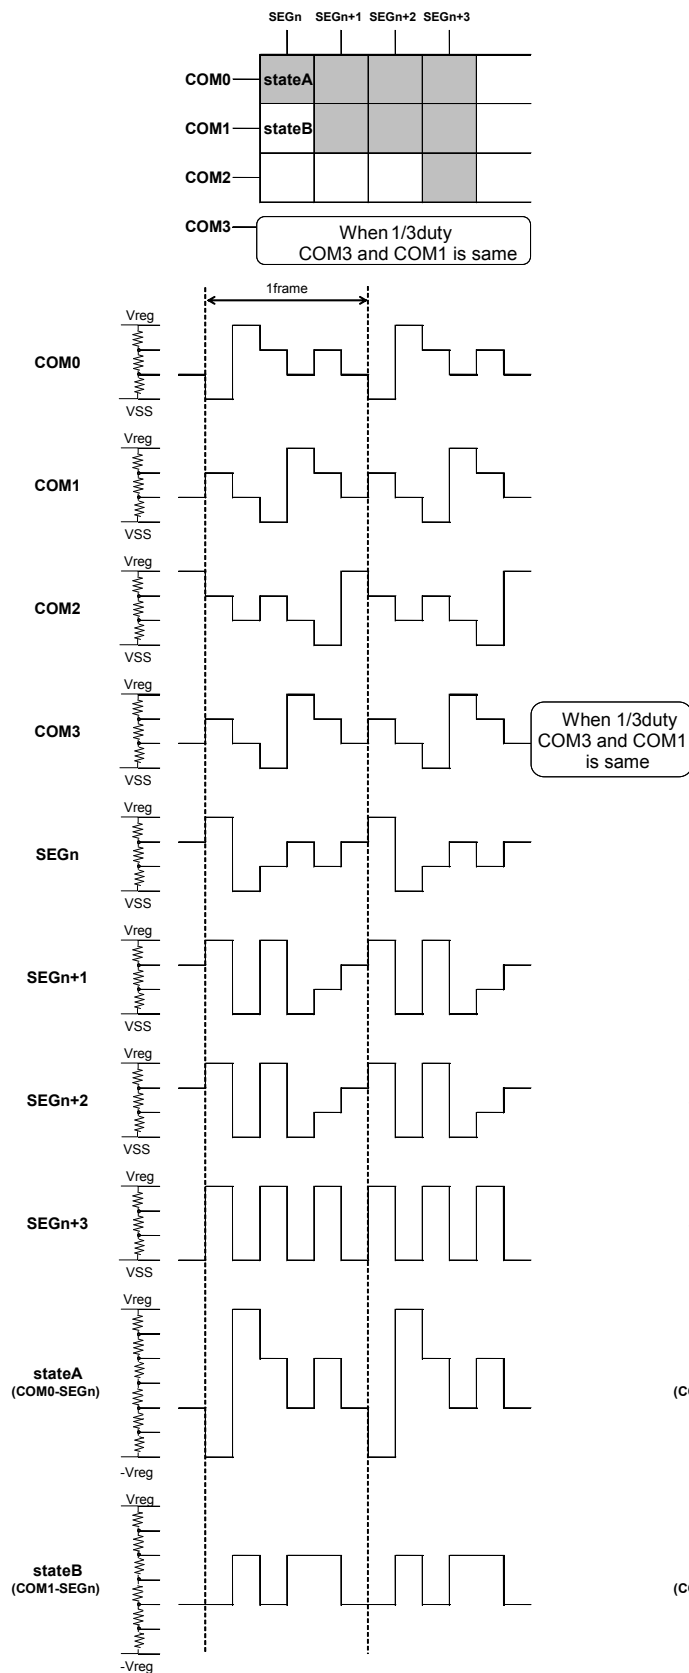 SEGn SEGn+1 SEGn+2 SEGn+3
COM0 stateA
COM1 stateB
COM2
COM3
When 1/3duty
COM3 and COM1 is same
1frame
Vreg
COM0
VSS
Vreg
COM1
VSS
Vreg
COM2
VSS
Vreg
COM3
VSS
When 1/3duty
COM3 and COM1
is same
Vreg
SEGn
VSS
Vreg
SEGn+1
VSS
Vreg
SEGn+2
VSS
Vreg
SEGn+3
VSS
Vreg
stateA
(COM0-SEGn)
-Vreg
Vreg
stateB
(COM1-SEGn)
-Vreg